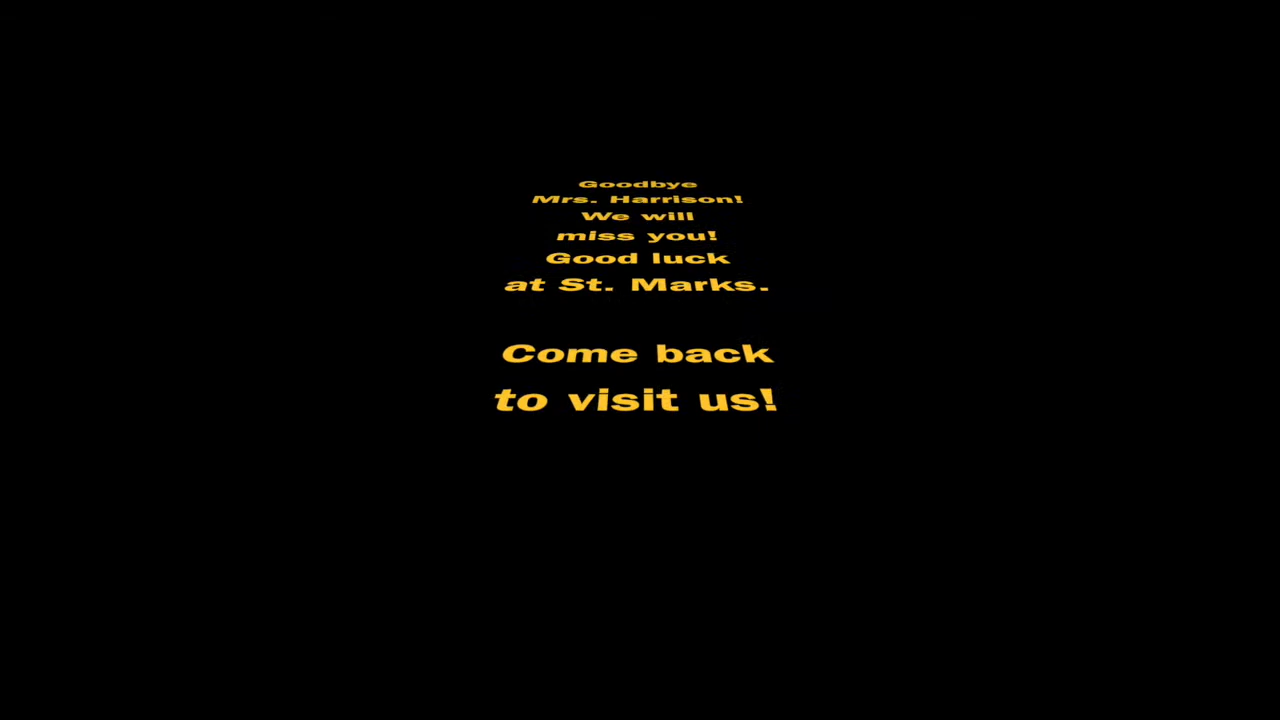 Goodbye
Mrs. Harrison!
We will
miss you!
Good luck
at St. Marks.
Come back
to visit us!